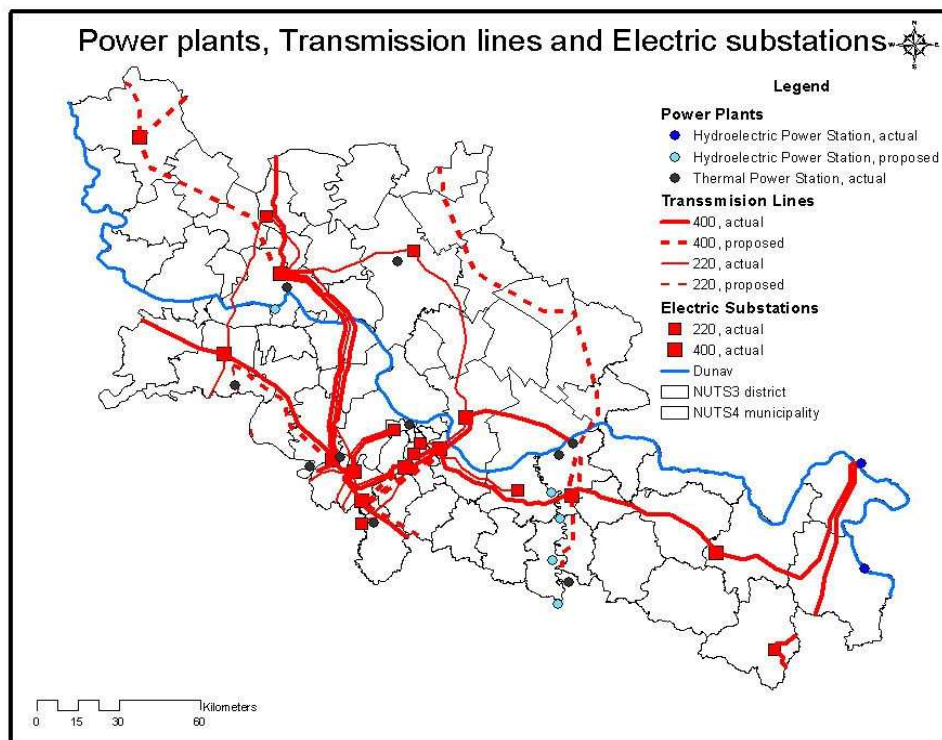 Power plants, Transmission lines and Electric substations
N
W E
S
Legend
Power Plants
Hydroelectric Power Station, actual
Hydroelectric Power Station, proposed
Thermal Power Station, actual
Transmsion Lines
400, actual
400, proposed
220, actual
220, proposed
Electric Substations
220, actual
400, actual
Dunav
NUTS3 district
NUTS4 municipality
Kilometers
0 15 30 60